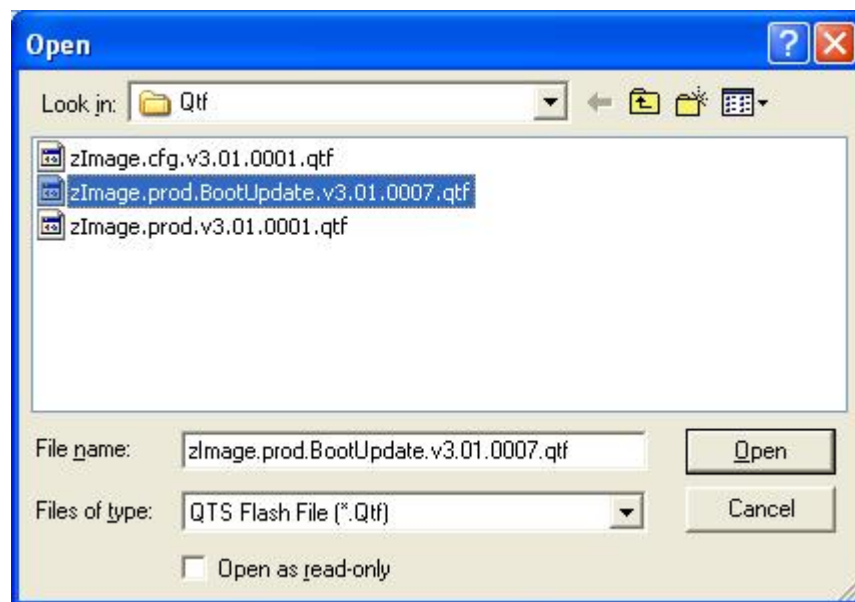 Open
Look in: Qtf
zImage.cfg.v3.01.0001.qtf
zImage.prod.BootUpdate.v3.01.0007.qtf
zImage.prod.v3.01.0001.qtf
File name: zImage.prod.BootUpdate.v3.01.0007.qtf Open
Files of type: QTS Flash File (*.Qtf) Cancel
Open as read-only